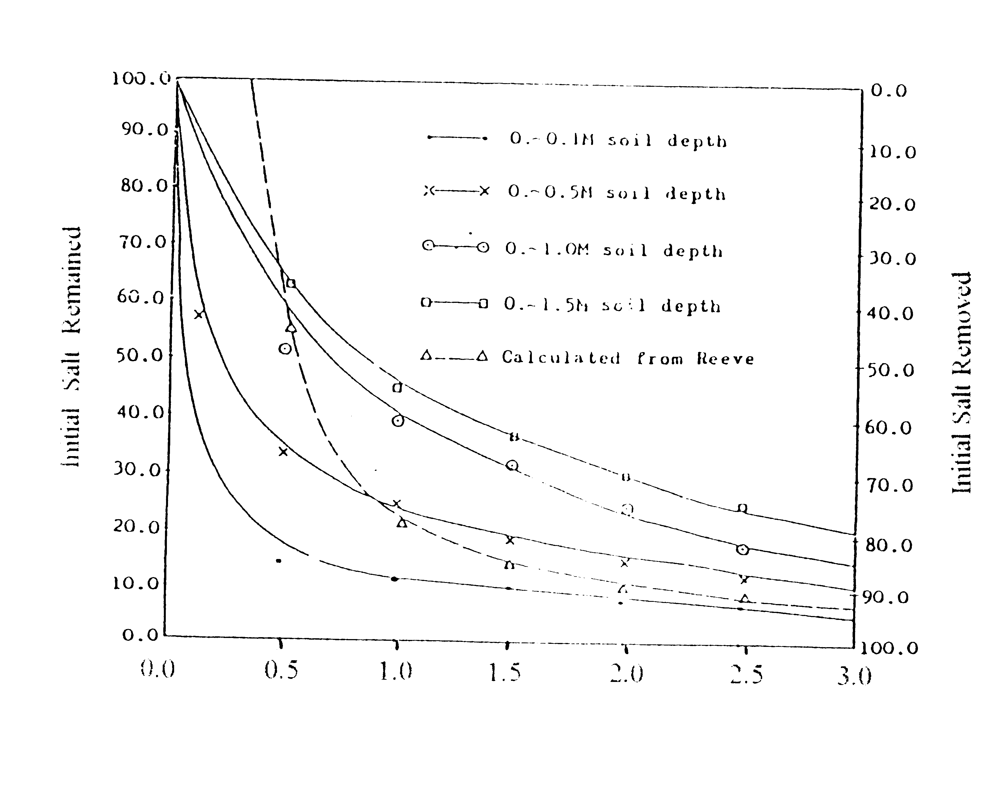 100.0
90.0
80.0
70.0
60.0
50.0
40.0
30.0
20.0
10.0
0.0
Initial Salt Remained
0.-0.1M soil depth
0.-0.5M soil depth
0.-1.0M soil depth
0.-1.5M soil depth
Calculated from Reeve
0.0
10.0
20.0
30.0
40.0
50.0
60.0
70.0
80.0
90.0
100.0
Initial Salt Removed
0.0 0.5 1.0 1.5 2.0 2.5 3.0